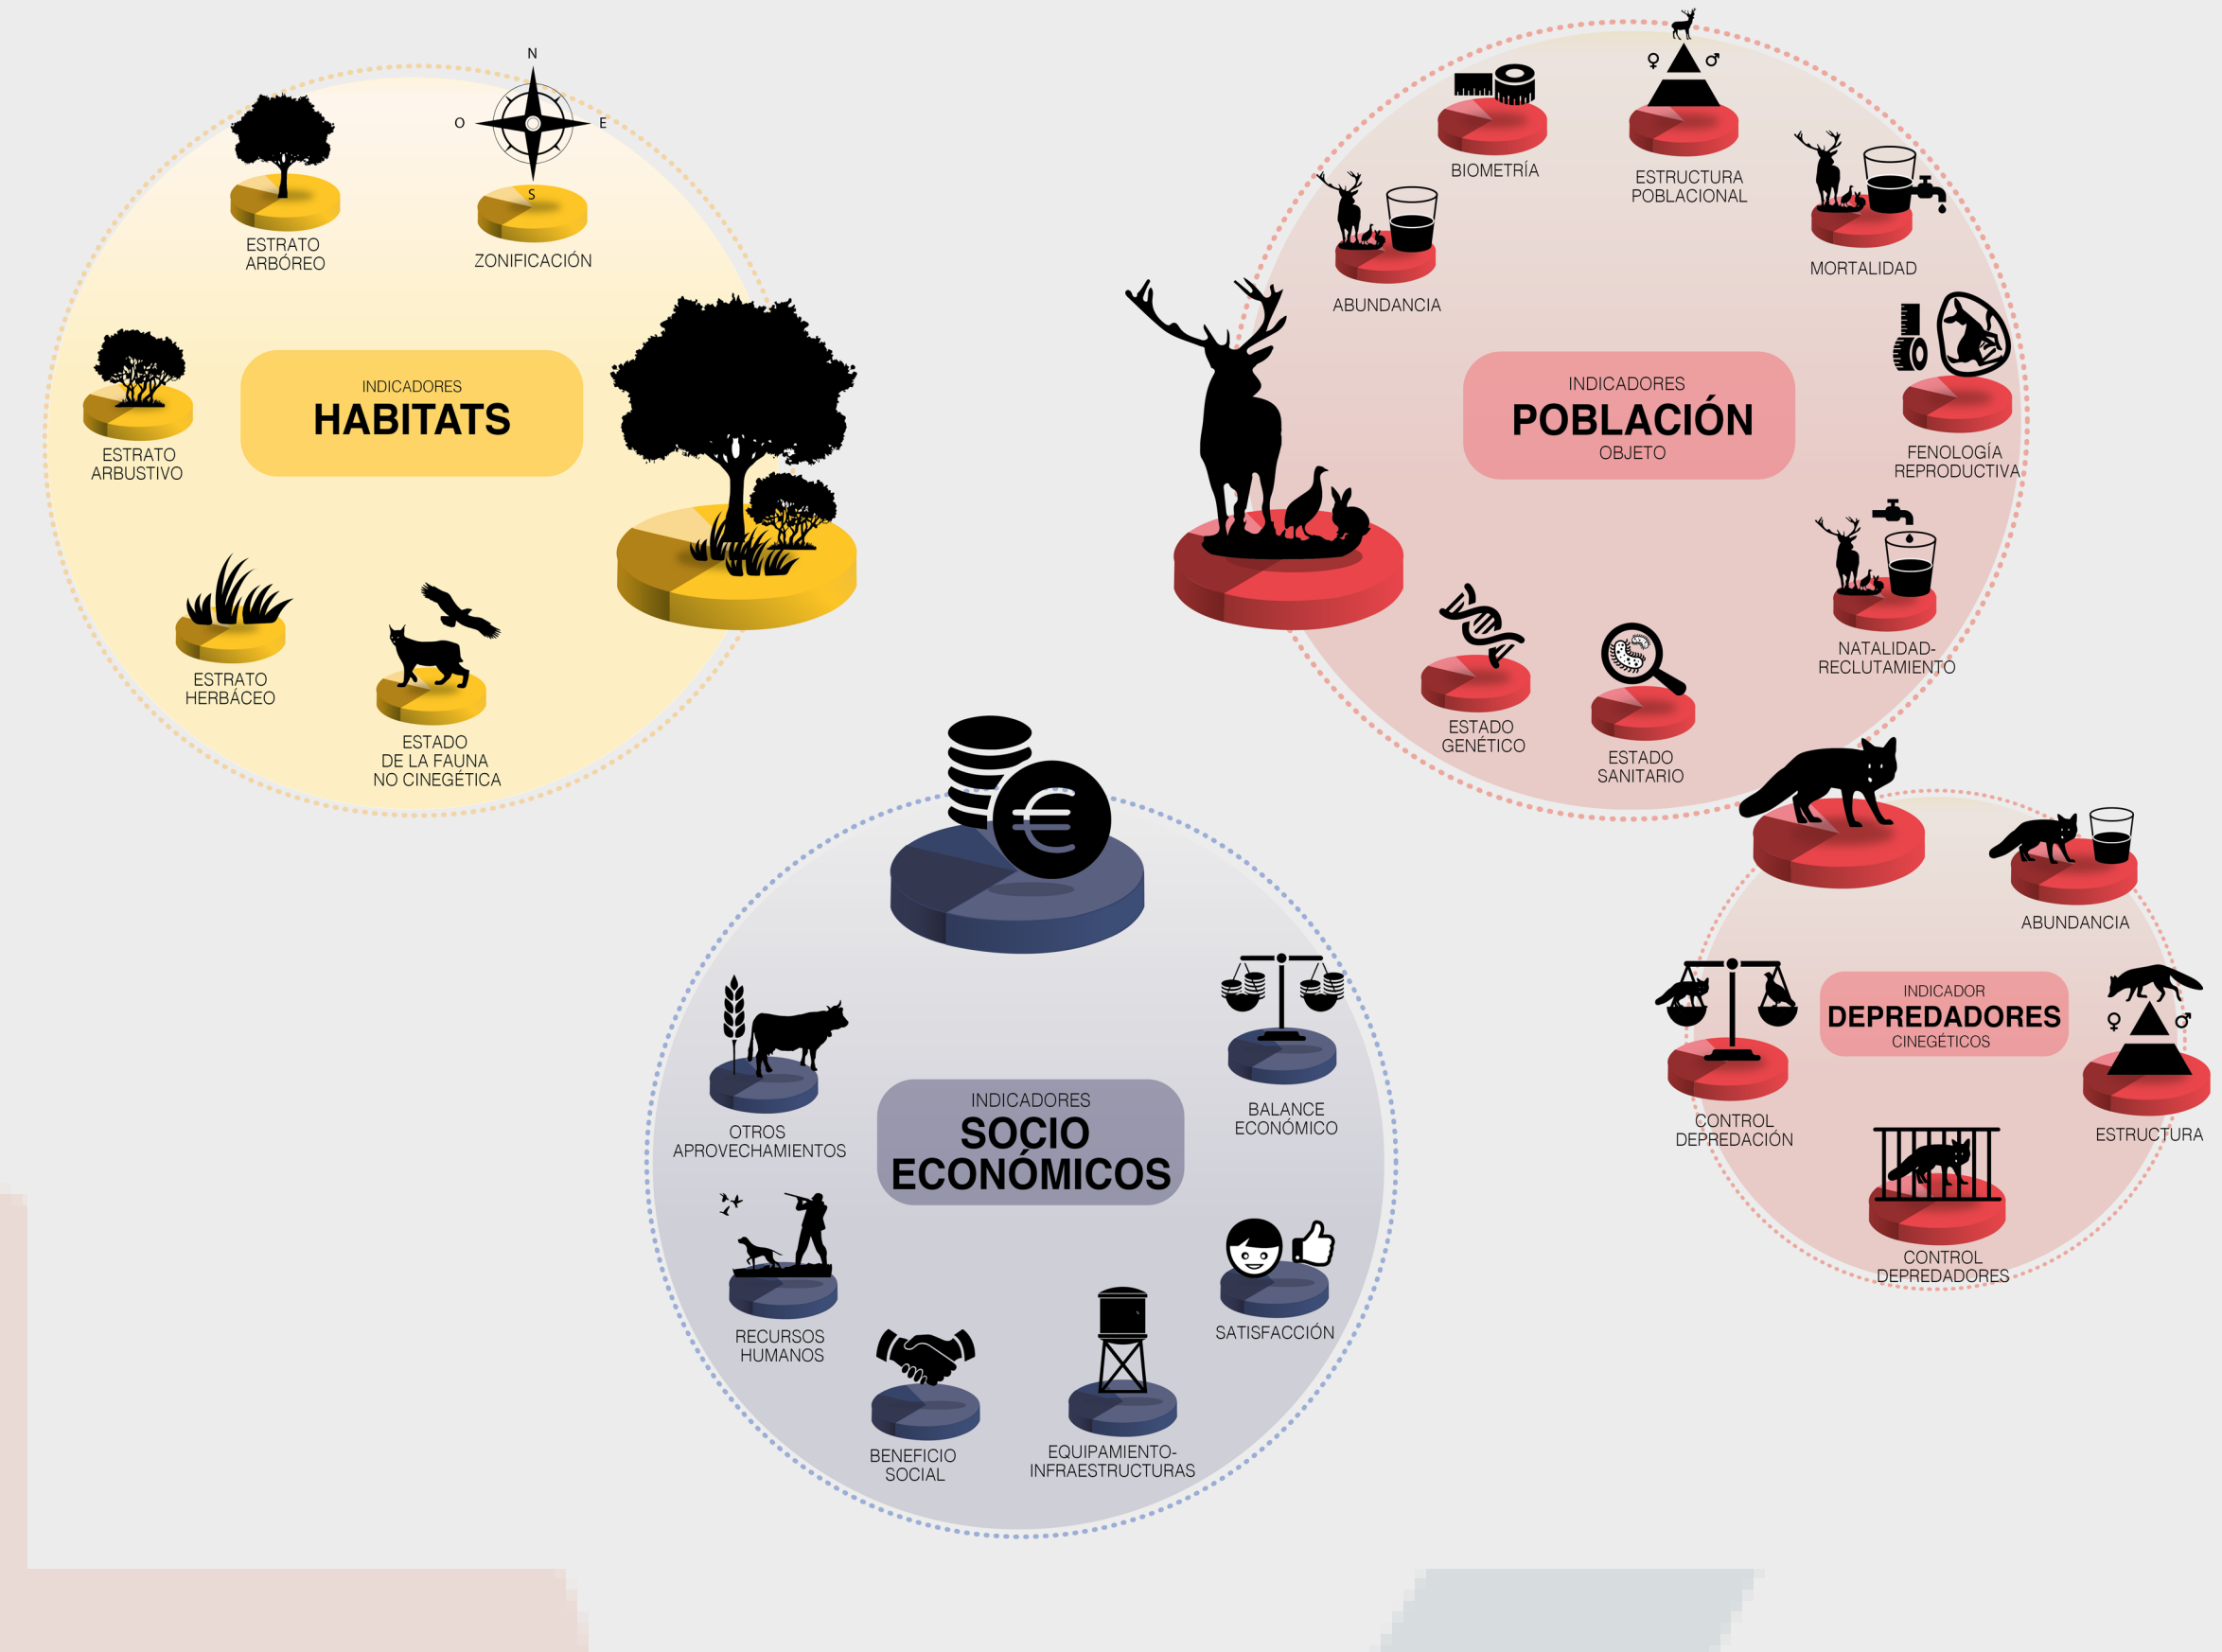 N
O
E
S
ESTRATO
ARBÓREO
ZONIFICACIÓN
INDICADORES
HABITATS
ESTRATO
ARBUSTIVO
ESTRATO
HERBÁCEO
ESTADO
DE LA FAUNA
NO CINEGÉTICA
BIOMETRÍA
♀
♂
ESTRUCTURA
POBLACIONAL
ABUNDANCIA
MORTALIDAD
INDICADORES
POBLACIÓN
OBJETO
FENOLOGÍA
REPRODUCTIVA
NATALIDAD-
RECLUTAMIENTO
ESTADO
GENÉTICO
ESTADO
SANITARIO
€
OTROS
APROVECHAMIENTOS
BALANCE
ECONÓMICO
INDICADORES
SOCIO
ECONÓMICOS
RECURSOS
HUMANOS
SATISFACCIÓN
BENEFICIO
SOCIAL
EQUIPAMIENTO-
INFRAESTRUCTURAS
ABUNDANCIA
INDICADOR
DEPREDADORES
CINEGÉTICOS
♀
♂
CONTROL
DEPREDACIÓN
ESTRUCTURA
CONTROL
DEPREDADORES